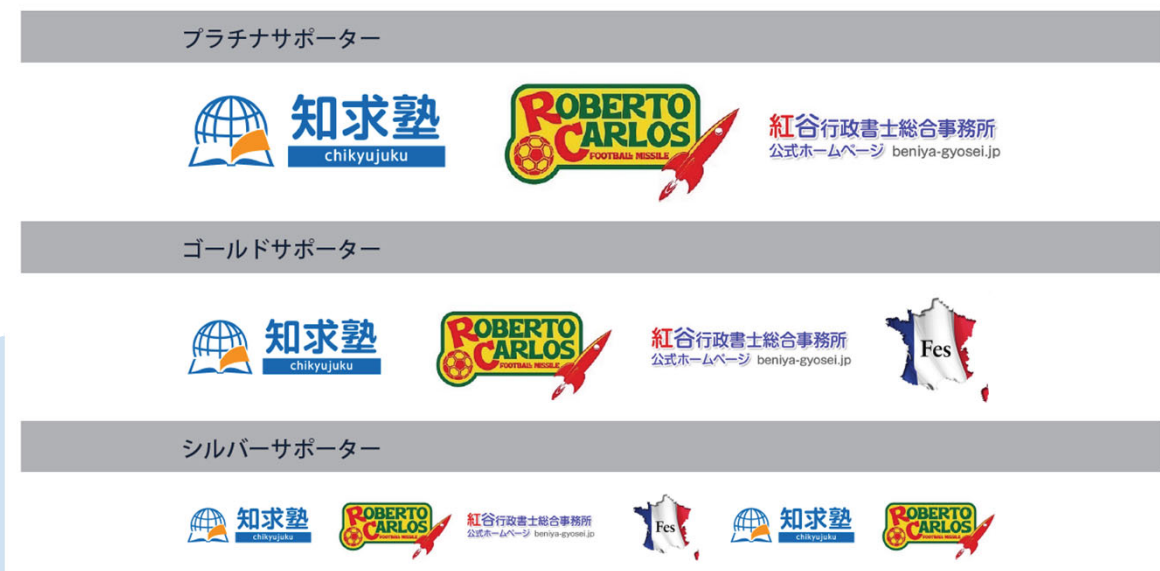 プラチナサポーター
知求塾
chikyujuku
ROBERTO
CARLOS
FOOTBALL MISSILE
紅谷行政書士総合事務所
公式ホームページ beniya-gyosei.jp
ゴールドサポーター
知求塾
chikyujuku
ROBERTO
CARLOS
FOOTBALL MISSILE
紅谷行政書士総合事務所
公式ホームページ beniya-gyosei.jp
Fes
シルバーサポーター
知求塾
chikyujuku
ROBERTO
CARLOS
FOOTBALL MISSILE
紅谷行政書士総合事務所
公式ホームページ beniya-gyosei.jp
Fes
知求塾
chikyujuku
ROBERTO
CARLOS
FOOTBALL MISSILE